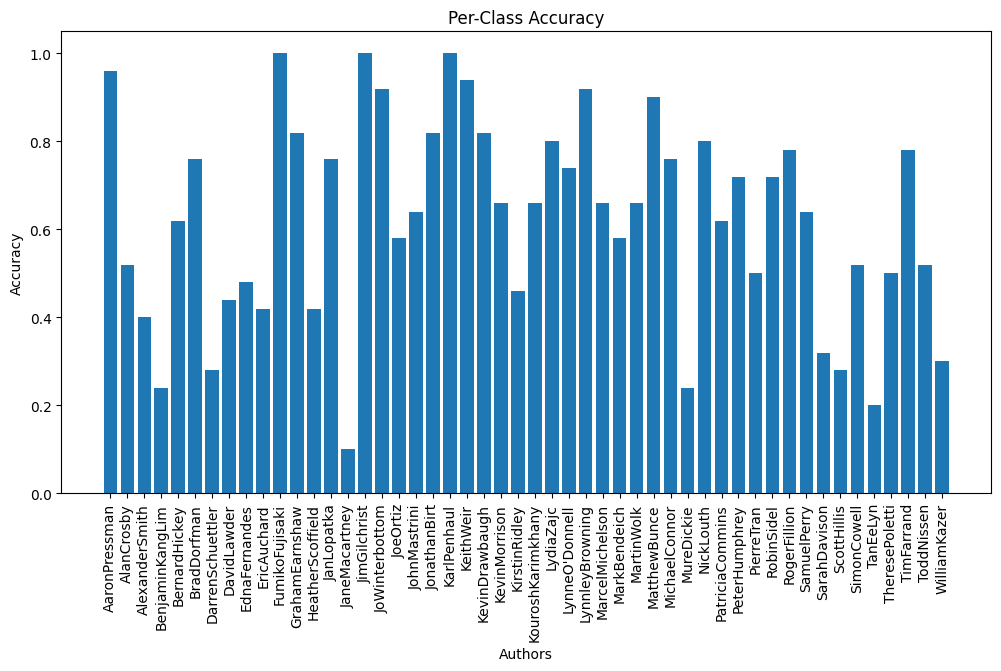 Per-Class Accuracy
1.0
0.8
0.6
0.4
0.2
0.0
Accuracy
AaronPressman
AlanCrosby
AlexanderSmith
BenjaminKangLim
BernardHickey
BradDorfman
DarrenSchuettler
DavidLawder
EdnaFernandes
EricAuchard
FumikoFujisaki
GrahamEarnshaw
HeatherScoffield
JanLopatka
JaneMacartney
JimGilchrist
JoWinterbottom
JoeOrtiz
JohnMastrini
JonathanBirt
KarlPenhaul
KeithWeir
KevinDrawbaugh
KevinMorrison
KirstinRidley
KouroshKarimkhany
LydiaZajc
LynneO'Donnell
LynnleyBrowning
MarcelMichelson
MarkBendeich
MartinWolk
MatthewBunce
MichaelConnor
MureDickie
NickLouth
PatriciaCommins
PeterHumphrey
PierreTran
RobinSidel
RogerFillion
SamuelPerry
SarahDavison
ScottHillis
SimonCowell
TanEeLyn
TheresePoletti
TimFarrand
ToddNissen
WilliamKazer
Authors